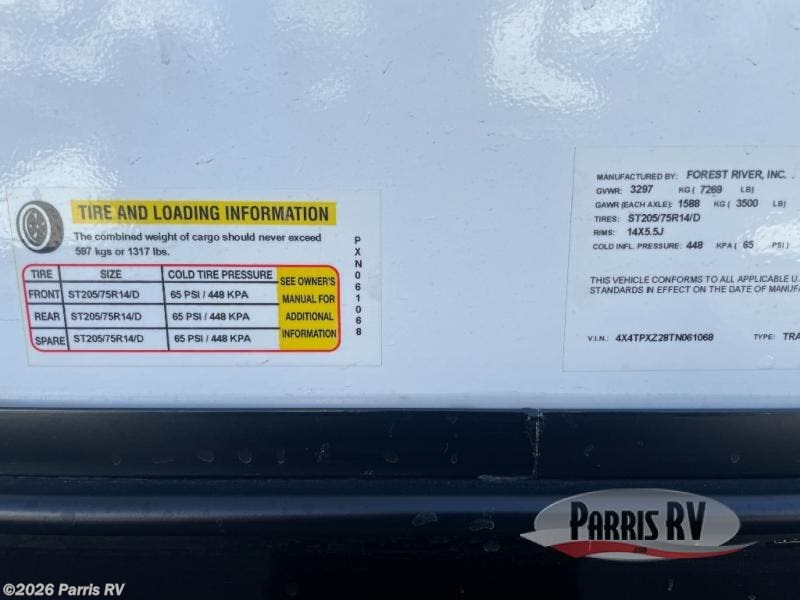 TIRE AND LOADING INFORMATION
The combined weight of cargo should never exceed
597 kgs or 1317 lbs.
TIRE SIZE COLD TIRE PRESSURE SEE OWNER'S MANUAL FOR ADDITIONAL INFORMATION
FRONT ST205/75R14/D 65 PSI / 448 KPA
REAR ST205/75R14/D 65 PSI / 448 KPA
SPARE ST205/75R14/D 65 PSI / 448 KPA
PXN061068
MANUFACTURED BY: FOREST RIVER, INC.
GVWR: 3297 KG ( 7269 LB)
GAWR (EACH AXLE): 1588 KG ( 3500 LB)
TIRES: ST205/75R14/D
RIMS: 14X5.5J
COLD INFL. PRESSURE: 448 KPA ( 65 PSI)
THIS VEHICLE CONFORMS TO ALL APPLICABLE U.
STANDARDS IN EFFECT ON THE DATE OF MANUFA
V.I.N.: 4X4TPXZ28TN061068 TYPE: TRA
PARRIS RV
©2026 Parris RV